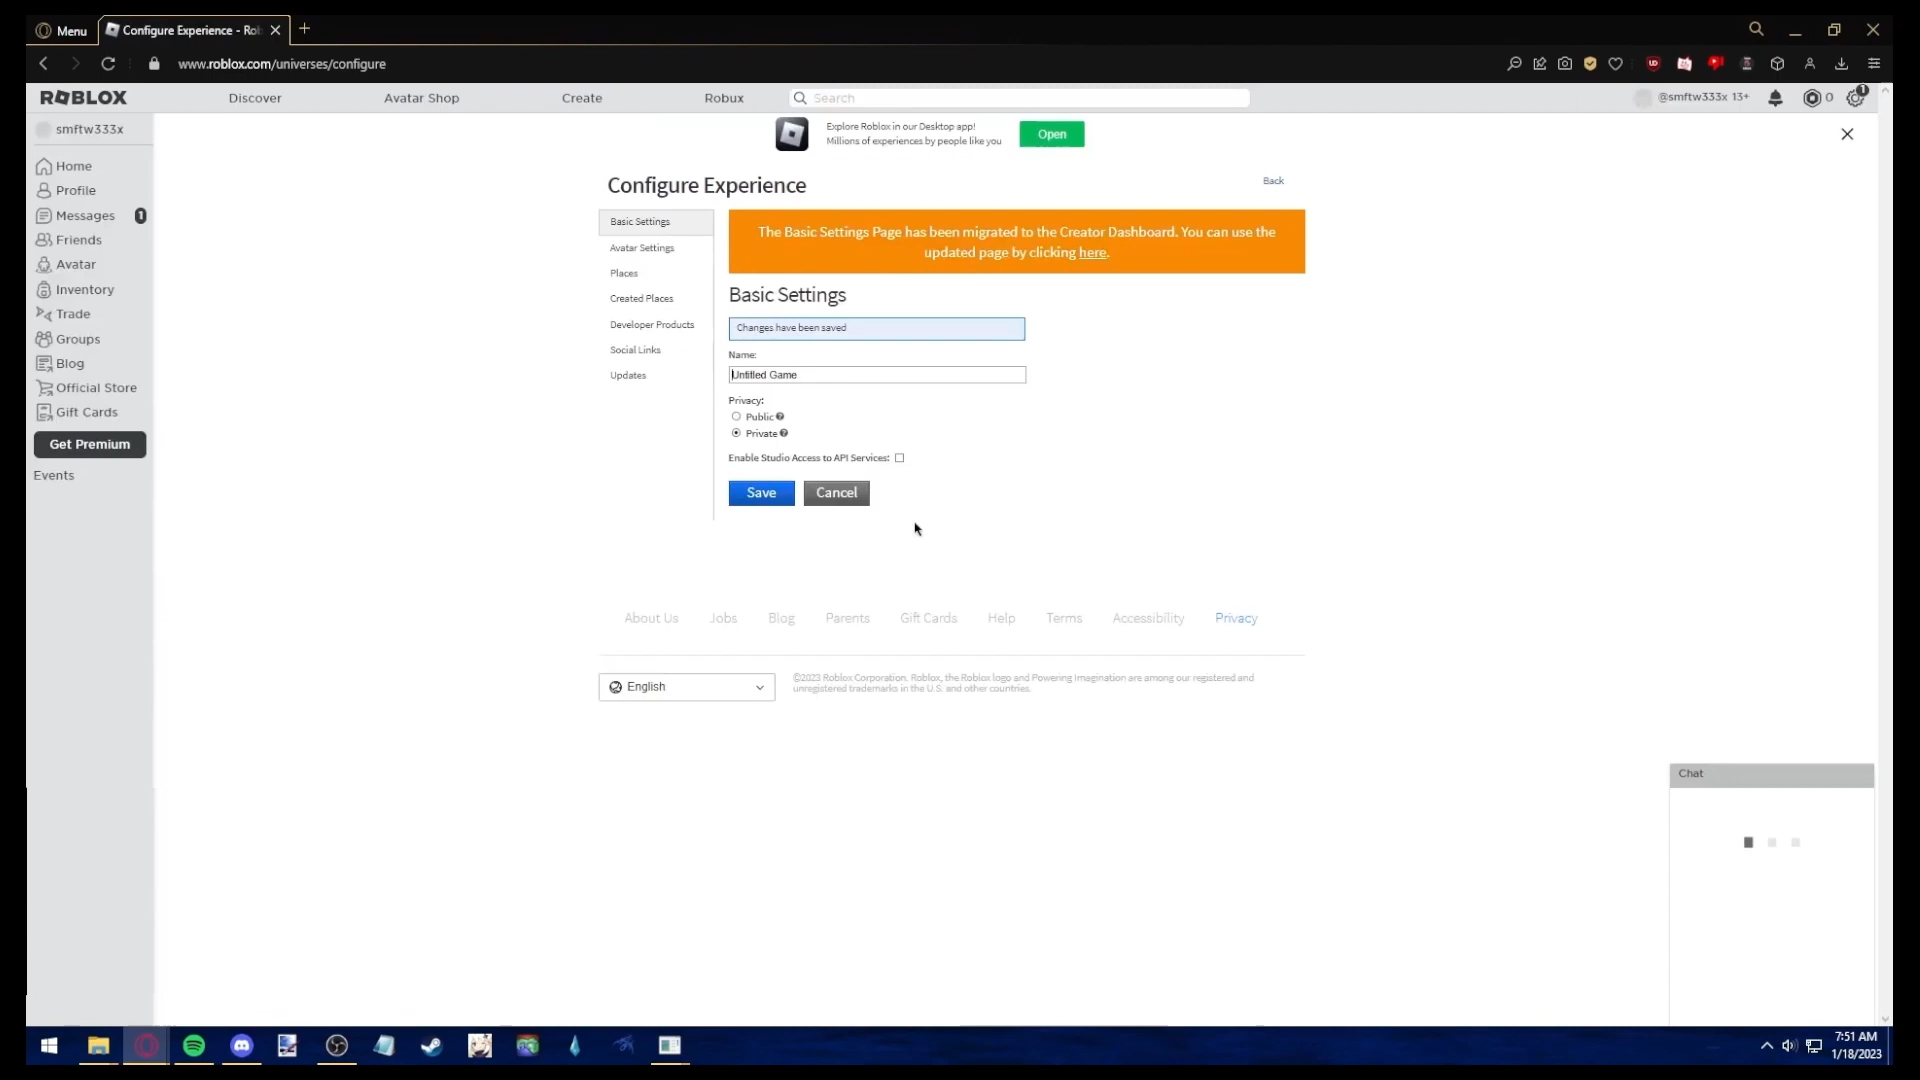 Menu
Configure Experience - Rob
www.roblox.com/universes/configure
ROBLOX
Discover
Avatar Shop
Create
Robux
Search
@smftw333x 13+
0
1
smftw333x
Home
Profile
Messages
1
Friends
Avatar
Inventory
Trade
Groups
Blog
Official Store
Gift Cards
Get Premium
Events
Explore Roblox in our Desktop app!
Millions of experiences by people like you
Open
Configure Experience
Back
Basic Settings
Avatar Settings
Places
Created Places
Developer Products
Social Links
Updates
The Basic Settings Page has been migrated to the Creator Dashboard. You can use the
updated page by clicking here.
Basic Settings
Changes have been saved
Name:
Untitled Game
Privacy:
Public
Private
Enable Studio Access to API Services:
Save
Cancel
About Us
Jobs
Blog
Parents
Gift Cards
Help
Terms
Accessibility
Privacy
English
©2023 Roblox Corporation. Roblox, the Roblox logo and Powering Imagination are among our registered and
unregistered trademarks in the U.S. and other countries.
Chat
7:51 AM
1/18/2023